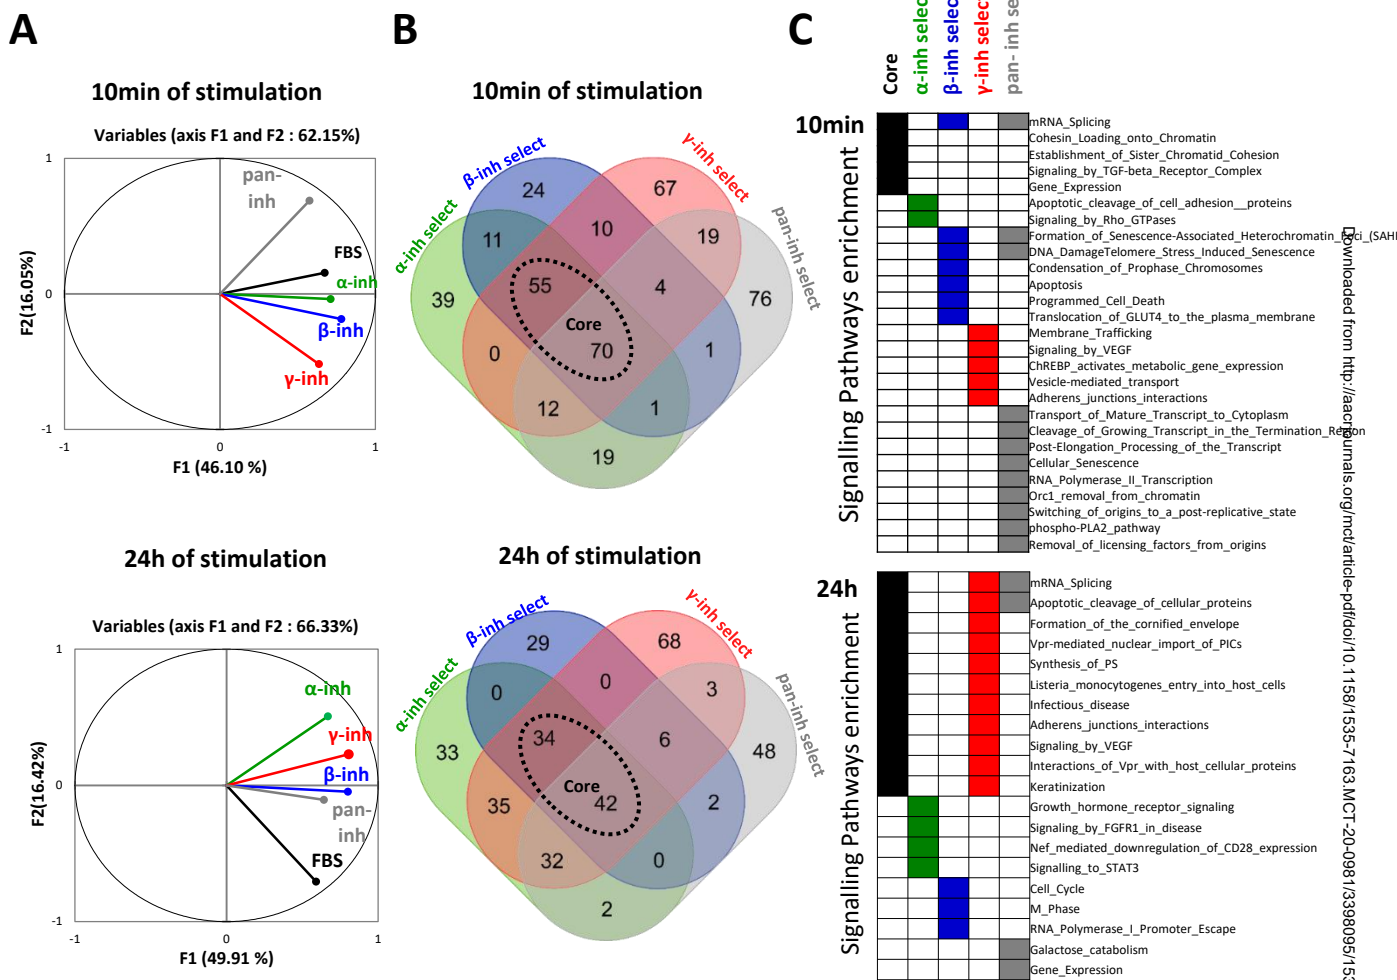 A
10min of stimulation
Variables (axis F1 and F2 : 62.15%)
1
0
-1
-1
0
1
F2(16.05%)
F1 (46.10 %)
pan-
inh
FBS
α-inh
β-inh
γ-inh
24h of stimulation
Variables (axis F1 and F2 : 66.33%)
1
0
-1
-1
0
1
F2(16.42%)
F1 (49.91 %)
α-inh
γ-inh
β-inh
pan-
inh
FBS
B
10min of stimulation
α-inh select
β-inh select
γ-inh select
pan-inh select
24
67
11
10
19
39
55
4
76
Core
0
70
1
12
1
19
24h of stimulation
α-inh select
β-inh select
γ-inh select
pan-inh select
29
68
0
0
3
33
34
6
48
Core
35
42
2
32
0
2
C
Core
α-inh selec
β-inh selec
γ-inh select
pan- inh se
10min
Signalling Pathways enrichment
mRNA_Splicing
Cohesin_Loading_onto_Chromatin
Establishment_of_Sister_Chromatid_Cohesion
Signaling_by_TGF-beta_Receptor_Complex
Gene_Expression
Apoptotic_cleavage_of_cell_adhesion__proteins
Signaling_by_Rho_GTPases
Formation_of_Senescence-Associated_Heterochromatin_Foci_(SAHI
DNA_DamageTelomere_Stress_Induced_Senescence
Condensation_of_Prophase_Chromosomes
Apoptosis
Programmed_Cell_Death
Translocation_of_GLUT4_to_the_plasma_membrane
Membrane_Trafficking
Signaling_by_VEGF
ChREBP_activates_metabolic_gene_expression
Vesicle-mediated_transport
Adherens_junctions_interactions
Transport_of_Mature_Transcript_to_Cytoplasm
Cleavage_of_Growing_Transcript_in_the_Termination_Region
Post-Elongation_Processing_of_the_Transcript
Cellular_Senescence
RNA_Polymerase_II_Transcription
Orc1_removal_from_chromatin
Switching_of_origins_to_a_post-replicative_state
phospho-PLA2_pathway
Removal_of_licensing_factors_from_origins
24h
Signalling Pathways enrichment
mRNA_Splicing
Apoptotic_cleavage_of_cellular_proteins
Formation_of_the_cornified_envelope
Vpr-mediated_nuclear_import_of_PICs
Synthesis_of_PS
Listeria_monocytogenes_entry_into_host_cells
Infectious_disease
Adherens_junctions_interactions
Signaling_by_VEGF
Interactions_of_Vpr_with_host_cellular_proteins
Keratinization
Growth_hormone_receptor_signaling
Signaling_by_FGFR1_in_disease
Nef_mediated_downregulation_of_CD28_expression
Signalling_to_STAT3
Cell_Cycle
M_Phase
RNA_Polymerase_I_Promoter_Escape
Galactose_catabolism
Gene_Expression
Downloaded from http://aacrjournals.org/mct/article-pdf/doi/10.1158/1535-7163.MCT-20-0981/3398095/153